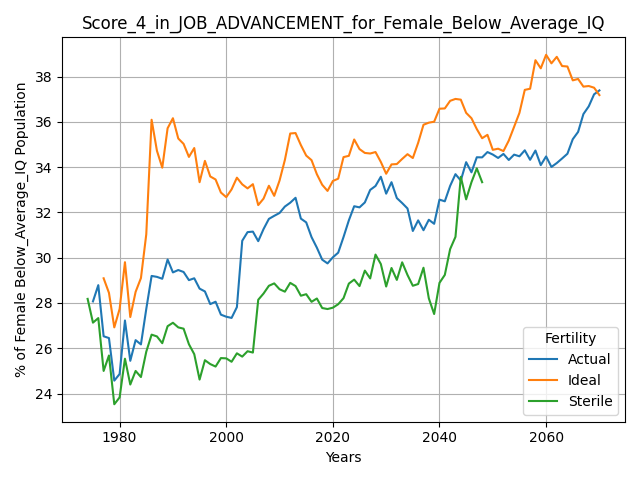 Score_4_in_JOB_ADVANCEMENT_for_Female_Below_Average_IQ
% of Female Below_Average_IQ Population
38
36
34
32
30
28
26
24
1980 2000 2020 2040 2060
Years
Fertility
Actual
Ideal
Sterile